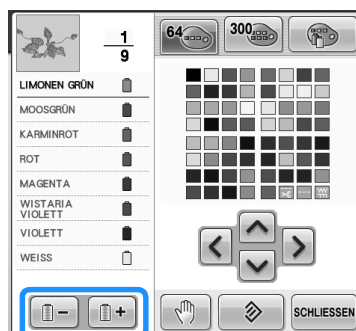 1
9
64
300
LIMONEN GRÜN
MOOSGRÜN
KARMINROT
ROT
MAGENTA
WISTARIA
VIOLETT
VIOLETT
WEISS
SCHLIESSEN